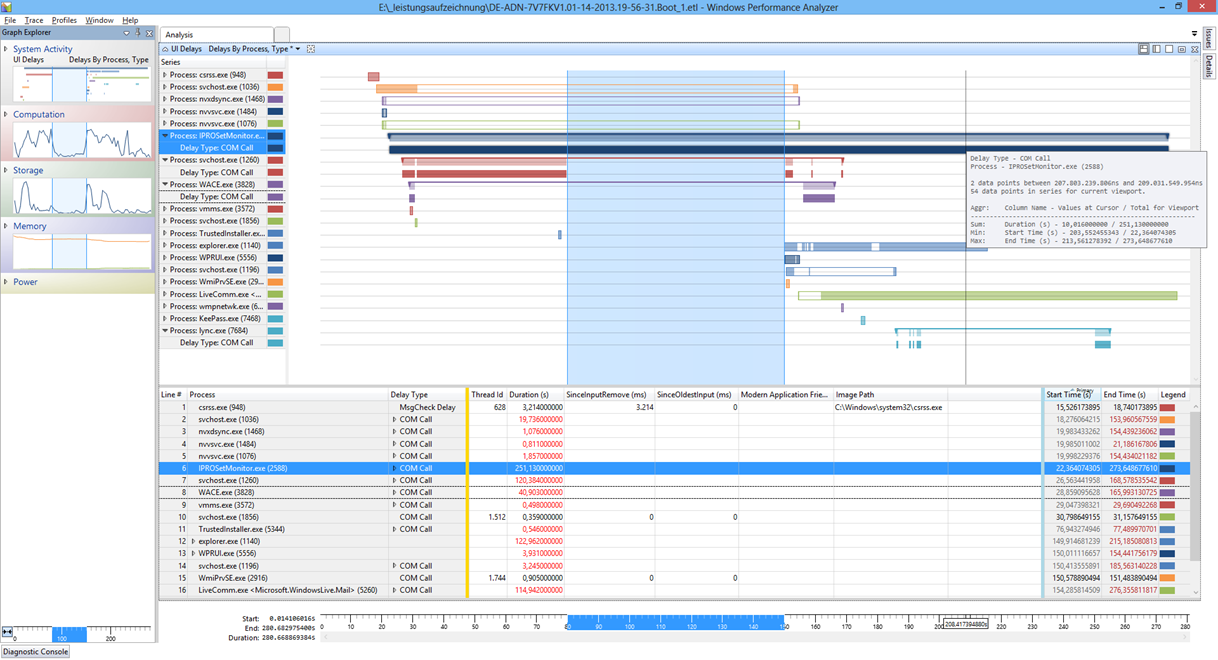 E:\_leistungsaufzeichnung\DE-ADN-7V7FKV1.01-14-2013.19-56-31.Boot_1.etl - Windows Performance Analyzer
File Trace Profiles Window Help
Graph Explorer
System Activity
UI Delays Delays By Process, Type
Computation
Storage
Memory
Power
0 100 200
Diagnostic Console
Analysis
UI Delays Delays By Process, Type *
Series
Process: csrss.exe (948)
Process: svchost.exe (1036)
Process: nvxdsync.exe (1468)
Process: nvvsvc.exe (1484)
Process: nvvsvc.exe (1076)
Process: IPROSetMonitor.e...
Delay Type: COM Call
Process: svchost.exe (1260)
Delay Type: COM Call
Process: WACE.exe (3828)
Delay Type: COM Call
Process: vmms.exe (3572)
Process: svchost.exe (1856)
Process: TrustedInstaller.ex...
Process: explorer.exe (1140)
Process: WPRUI.exe (5556)
Process: svchost.exe (1196)
Process: WmiPrvSE.exe (29...
Process: LiveComm.exe <...
Process: wmpnetwk.exe (6...
Process: KeePass.exe (7468)
Process: lync.exe (7684)
Delay Type: COM Call
Delay Type - COM Call
Process - IPROSetMonitor.exe (2588)
2 data points between 207.803.239.806ns and 209.031.549.954ns
54 data points in series for current viewport.
Aggr: Column Name - Values at Cursor / Total for Viewport
Sum: Duration (s) - 10,016000000 / 251,130000000
Min: Start Time (s) - 203,552455343 / 22,364074305
Max: End Time (s) - 213,561278392 / 273,648677610
Issues
Details
Line # Process Delay Type Thread Id Duration (s) SinceInputRemove (ms) SinceOldestInput (ms) Modern Application Frie... Image Path Primary Start Time (s) End Time (s) Legend
1 csrss.exe (948) MsgCheck Delay 628 3,214000000 3.214 0 C:\Windows\system32\csrss.exe 15,526173895 18,740173895
2 svchost.exe (1036) COM Call 19,736000000 18,276064215 153,960567559
3 nvxdsync.exe (1468) COM Call 1,076000000 19,983433262 154,439236062
4 nvvsvc.exe (1484) COM Call 0,811000000 19,985011002 21,186167806
5 nvvsvc.exe (1076) COM Call 1,857000000 19,998229376 154,434021182
6 IPROSetMonitor.exe (2588) COM Call 251,130000000 22,364074305 273,648677610
7 svchost.exe (1260) COM Call 120,384000000 26,563441958 168,578535542
8 WACE.exe (3828) COM Call 40,903000000 28,859095628 165,993130725
9 vmms.exe (3572) COM Call 0,498000000 29,047398321 29,690492268
10 svchost.exe (1856) COM Call 1.512 0,359000000 0 0 30,798649155 31,157649155
11 TrustedInstaller.exe (5344) COM Call 0,546000000 76,943274946 77,489970701
12 explorer.exe (1140) 122,962000000 149,914681239 215,185080813
13 WPRUI.exe (5556) 3,931000000 150,011116657 154,441756179
14 svchost.exe (1196) COM Call 3,245000000 150,413555891 185,563140228
15 WmiPrvSE.exe (2916) COM Call 1.744 0,905000000 0 0 150,578890494 151,483890494
16 LiveComm.exe <Microsoft.WindowsLive.Mail> (5260) COM Call 114,942000000 154,285814509 276,355811817
Start: 0.014106016s
End: 280.682975400s
Duration: 280.668869384s
0 10 20 30 40 50 60 70 80 90 100 110 120 130 140 150 160 170 180 190 200 208.417394880s 220 230 240 250 260 270 280